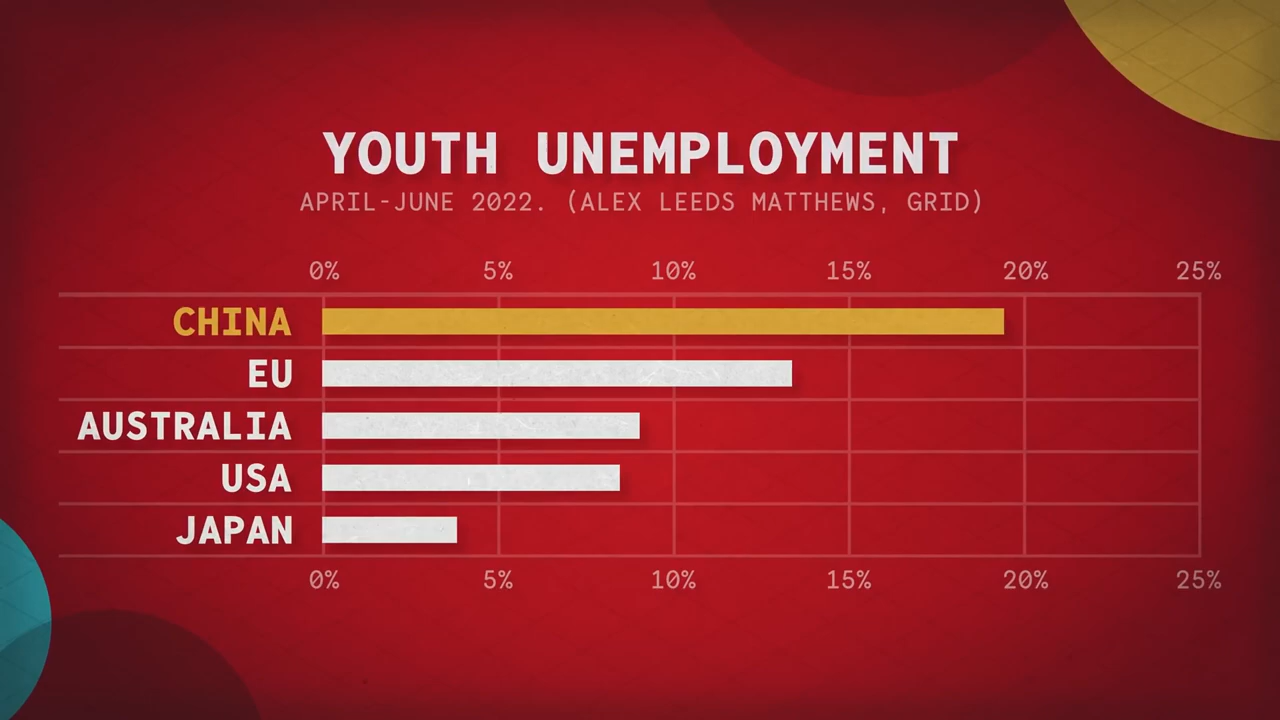 YOUTH UNEMPLOYMENT
APRIL-JUNE 2022. (ALEX LEEDS MATTHEWS, GRID)
0% 5% 10% 15% 20% 25%
CHINA
EU
AUSTRALIA
USA
JAPAN
0% 5% 10% 15% 20% 25%